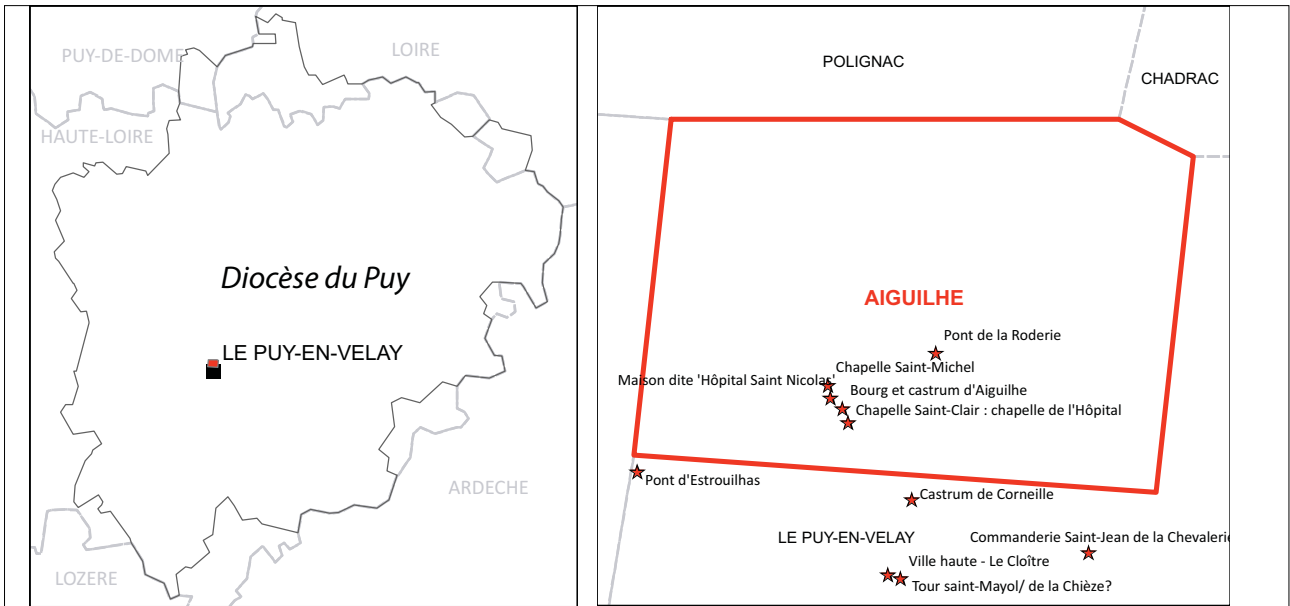 PUY-DE-DOME
LOIRE
HAUTE-LOIRE
Diocèse du Puy
LE PUY-EN-VELAY
ARDECHE
LOZERE
POLIGNAC
CHADRAC
AIGUILHE
Pont de la Roderie
Chapelle Saint-Michel
Maison dite 'Hôpital Saint Nicolas'
Bourg et castrum d'Aiguilhe
Chapelle Saint-Clair : chapelle de l'Hôpital
Pont d'Estrouilhas
Castrum de Corneille
LE PUY-EN-VELAY
Commanderie Saint-Jean de la Chevalerie
Ville haute - Le Cloître
Tour saint-Mayol/ de la Chièze?